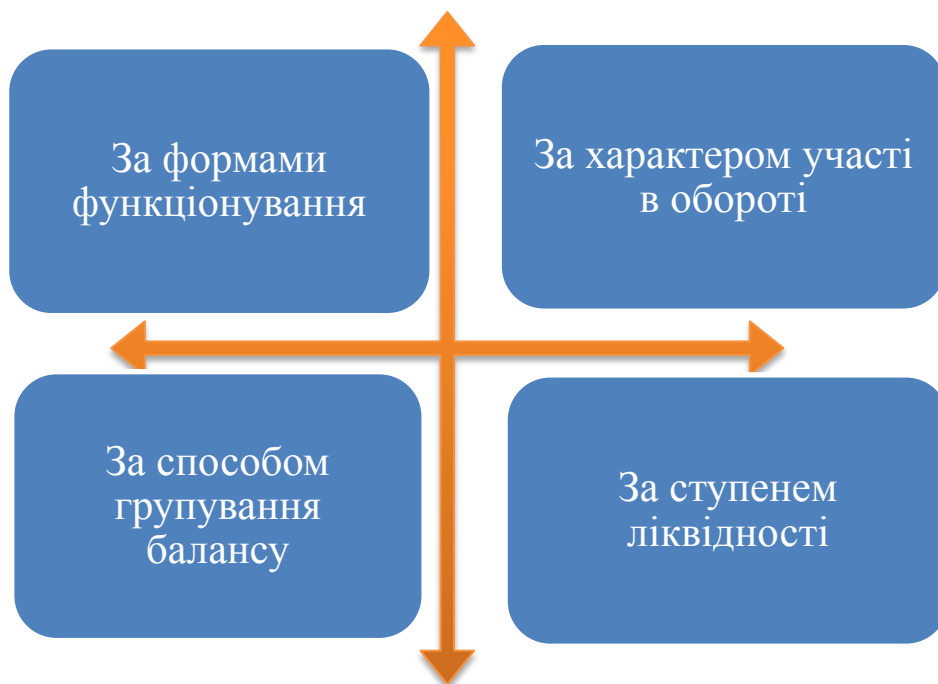 За формами
функціонування
За характером участі
в обороті
За способом
групування
балансу
За ступенем
ліквідності